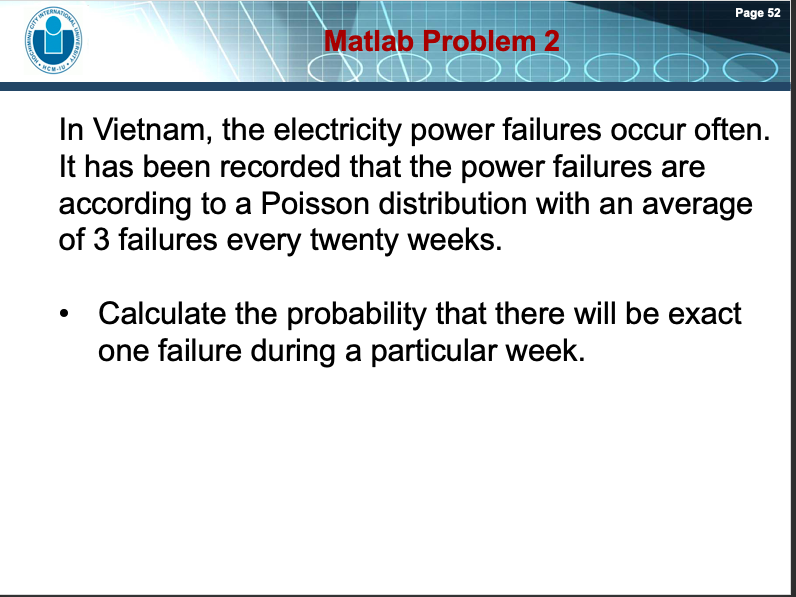 Page 52
Matlab Problem 2
In Vietnam, the electricity power failures occur often.
It has been recorded that the power failures are
according to a Poisson distribution with an average
of 3 failures every twenty weeks.
• Calculate the probability that there will be exact
one failure during a particular week.